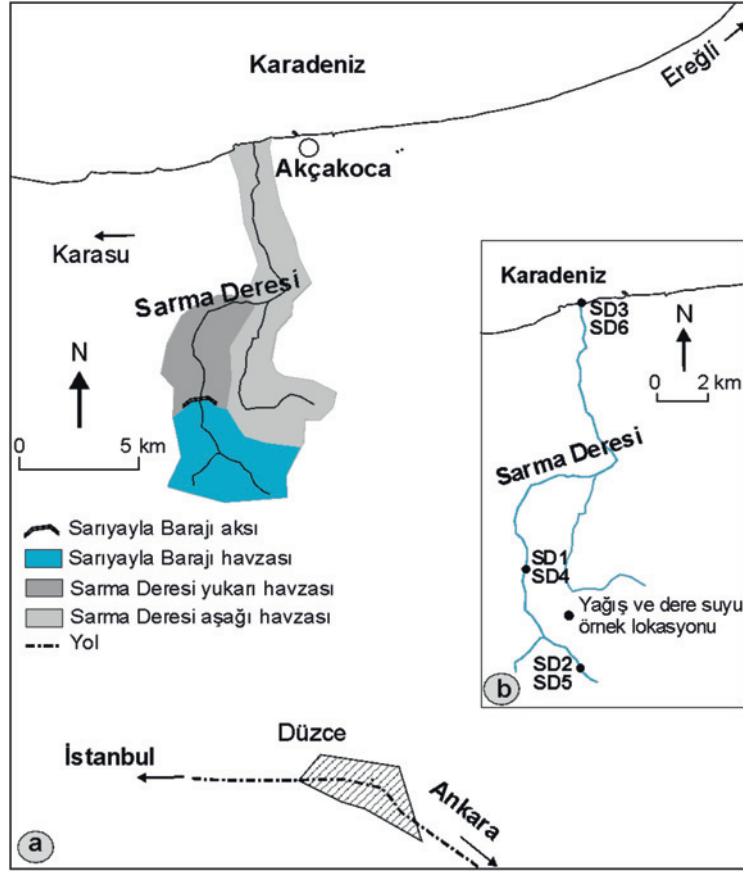 Karadeniz
Ereğli
Akçakoca
Karasu
Sarma Deresi
N
0 5 km
Sarıyayla Barajı aksı
Sarıyayla Barajı havzası
Sarma Deresi yukarı havzası
Sarma Deresi aşağı havzası
Yol
Düzce
İstanbul
Ankara
a
Karadeniz
SD3
SD6
N
0 2 km
Sarma Deresi
SD1
SD4
Yağış ve dere suyu
örnek lokasyonu
SD2
SD5
b